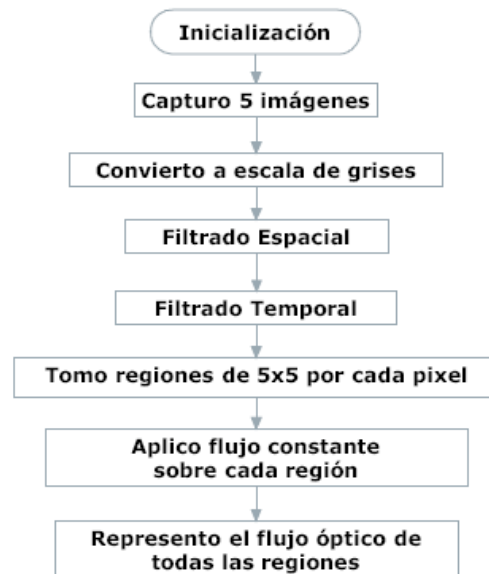 Inicialización
Capturo 5 imágenes
Convierto a escala de grises
Filtrado Espacial
Filtrado Temporal
Tomo regiones de 5x5 por cada pixel
Aplico flujo constante
sobre cada región
Represento el flujo óptico de
todas las regiones